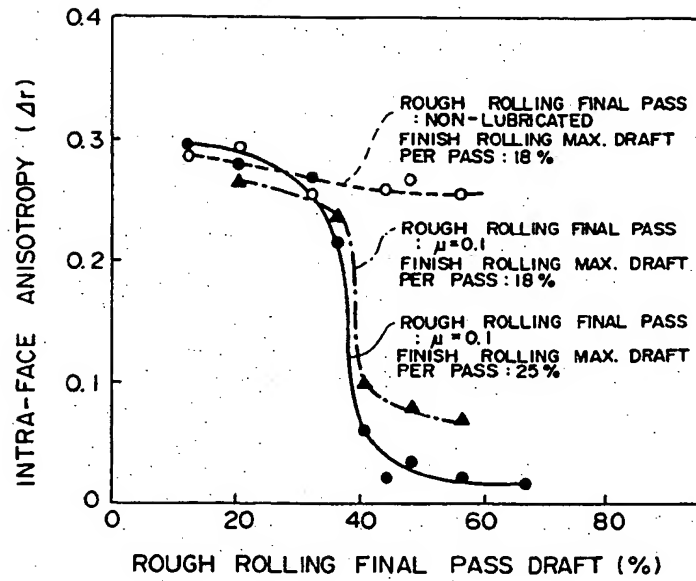 0.4
0.3
0.2
0.1
0
INTRA-FACE ANISOTROPY (Δr)
ROUGH ROLLING FINAL PASS
: NON-LUBRICATED
FINISH ROLLING MAX. DRAFT
PER PASS : 18 %
ROUGH ROLLING FINAL PASS
: μ=0.1
FINISH ROLLING MAX. DRAFT
PER PASS : 18 %
ROUGH ROLLING FINAL PASS
: μ=0.1
FINISH ROLLING MAX. DRAFT
PER PASS : 25 %
0 20 40 60 80
ROUGH ROLLING FINAL PASS DRAFT (%)